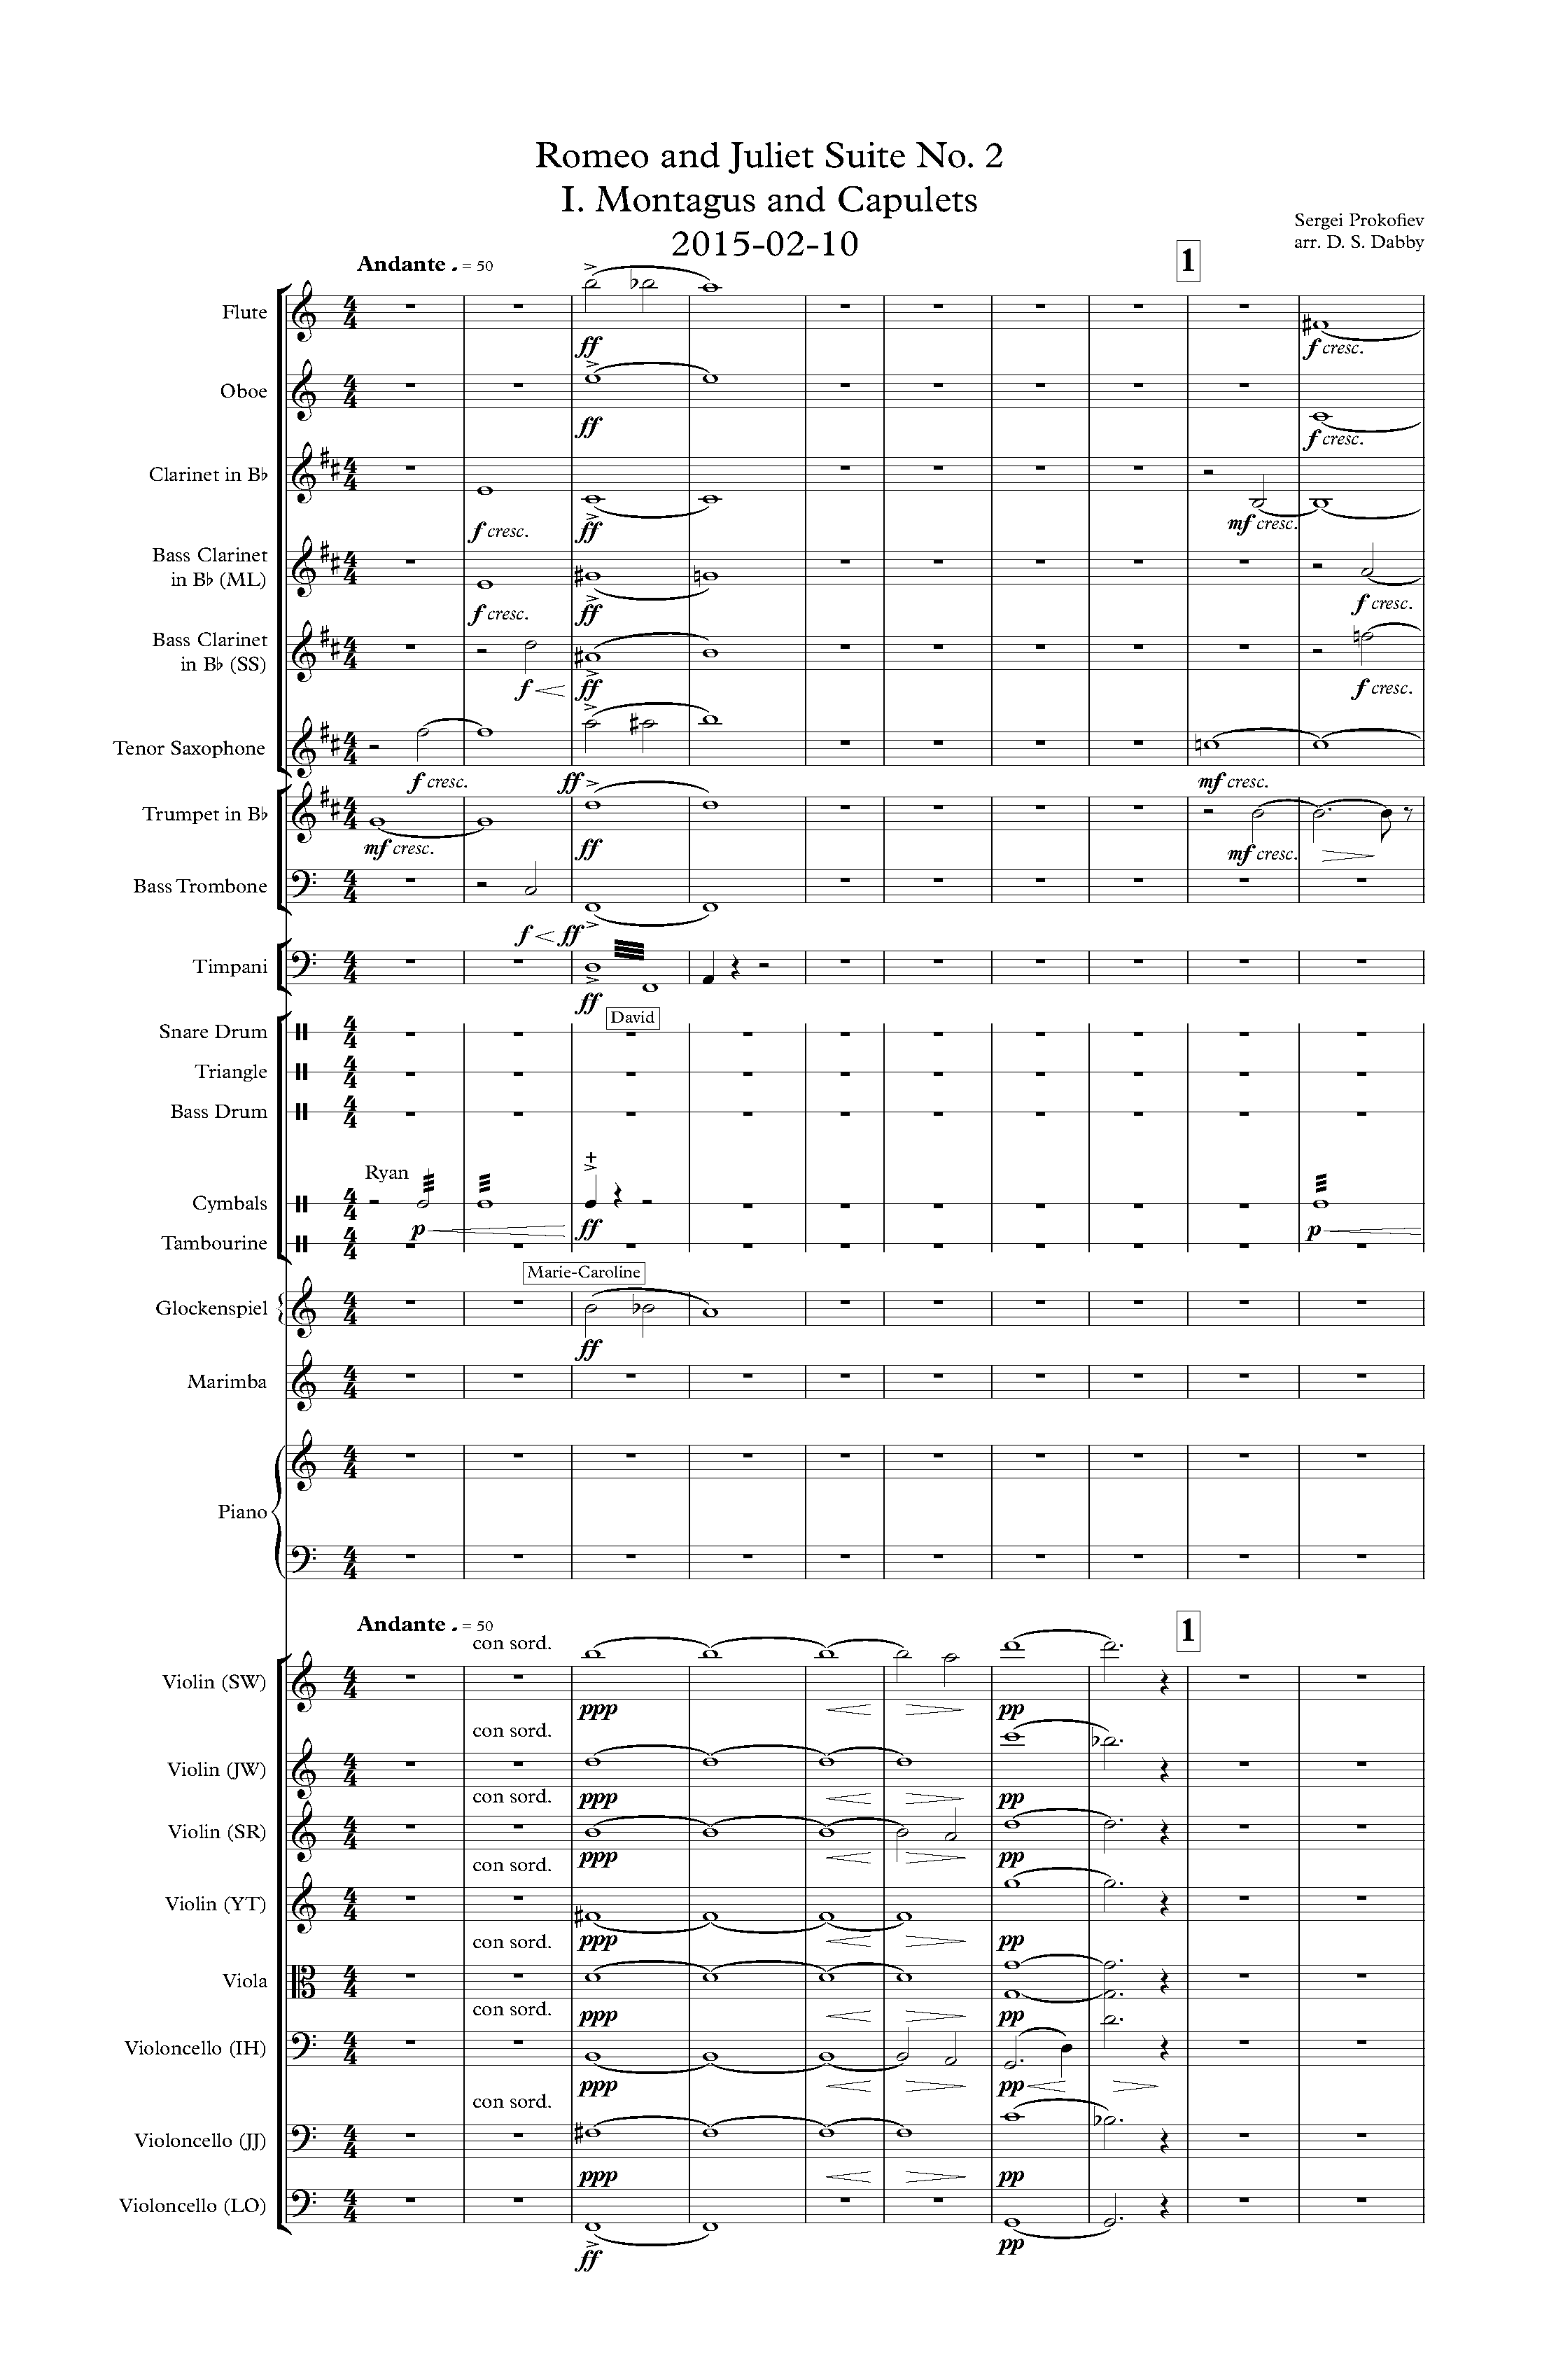 Romeo and Juliet Suite No. 2
I. Montagus and Capulets
2015-02-10
Sergei Prokofiev
arr. D. S. Dabby
Andante = 50
1
Flute
ff
f cresc.
Oboe
ff
f cresc.
Clarinet in B♭
f cresc.
ff
mf cresc.
Bass Clarinet
in B♭ (ML)
f cresc.
ff
f cresc.
Bass Clarinet
in B♭ (SS)
f
ff
f cresc.
Tenor Saxophone
f cresc.
ff
mf cresc.
Trumpet in B♭
mf cresc.
ff
mf cresc.
Bass Trombone
f
ff
Timpani
ff
David
Snare Drum
Triangle
Bass Drum
Ryan
Cymbals
p
ff
p
Tambourine
Marie-Caroline
Glockenspiel
ff
Marimba
Piano
Andante = 50
1
con sord.
Violin (SW)
ppp
pp
con sord.
Violin (JW)
ppp
pp
con sord.
Violin (SR)
ppp
pp
con sord.
Violin (YT)
ppp
pp
con sord.
Viola
ppp
pp
con sord.
Violoncello (IH)
ppp
pp
con sord.
Violoncello (JJ)
ppp
pp
Violoncello (LO)
ff
pp